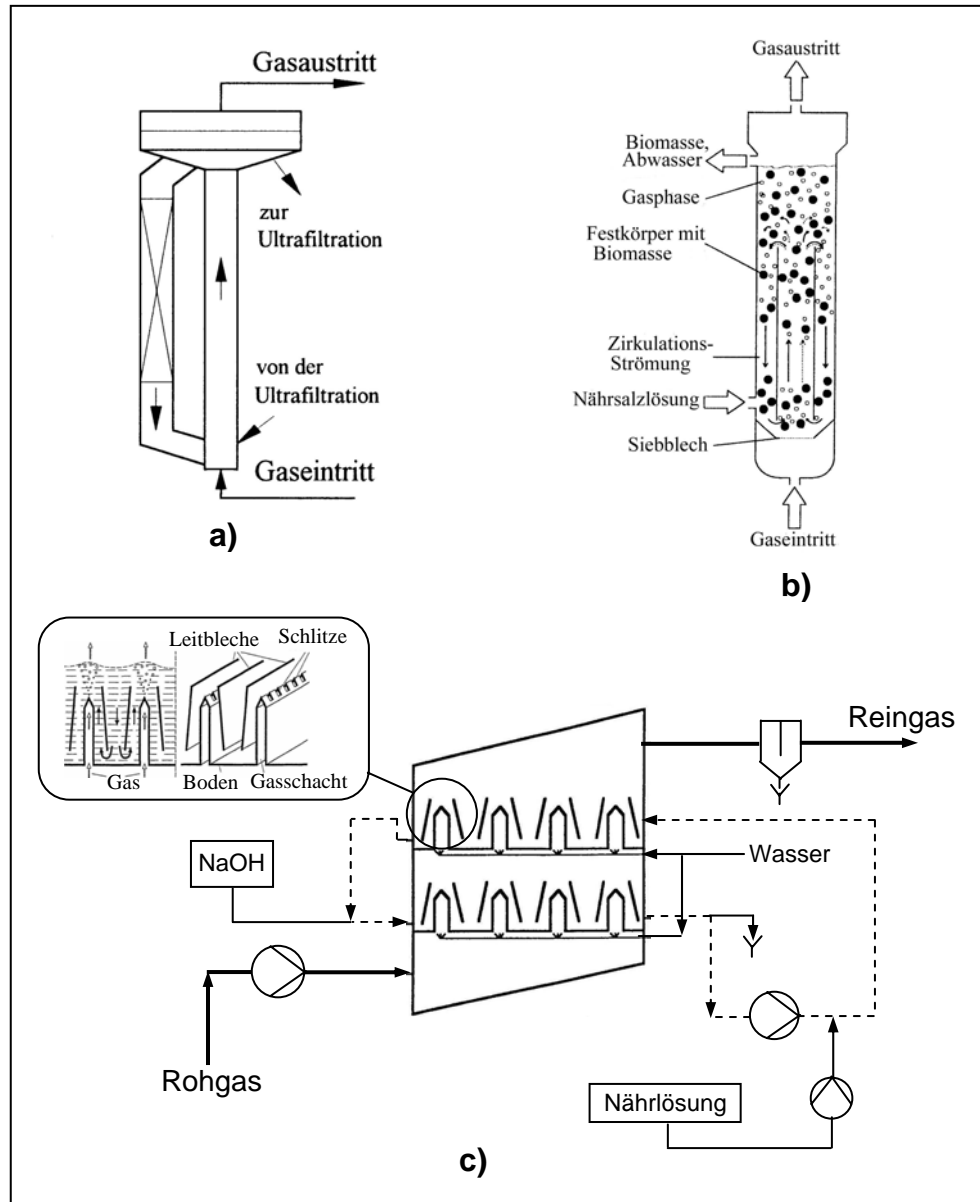 Gasaustritt
zur
Ultrafiltration
von der
Ultrafiltration
Gaseintritt
a)
Gasaustritt
Biomasse,
Abwasser
Gasphase
Festkörper mit
Biomasse
Zirkulations-
Strömung
Nährsalzlösung
Siebblech
Gaseintritt
b)
Leitbleche
Schlitze
Gas
Boden
Gasschacht
Reingas
NaOH
Wasser
Rohgas
Nährlösung
c)